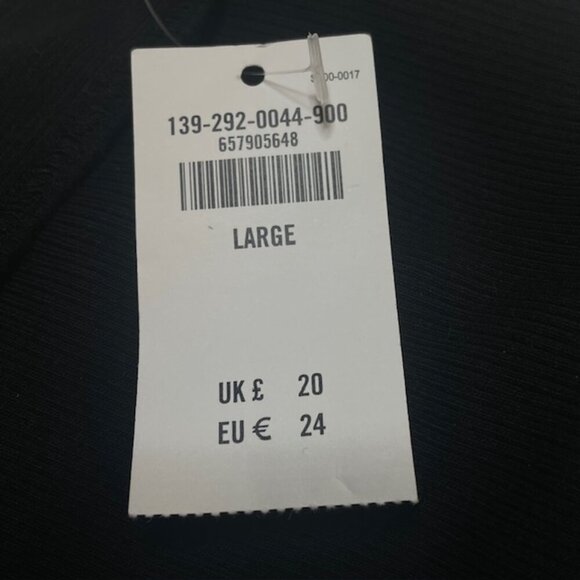 139-292-0044-900
657905648
LARGE
UK £ 20
EU € 24